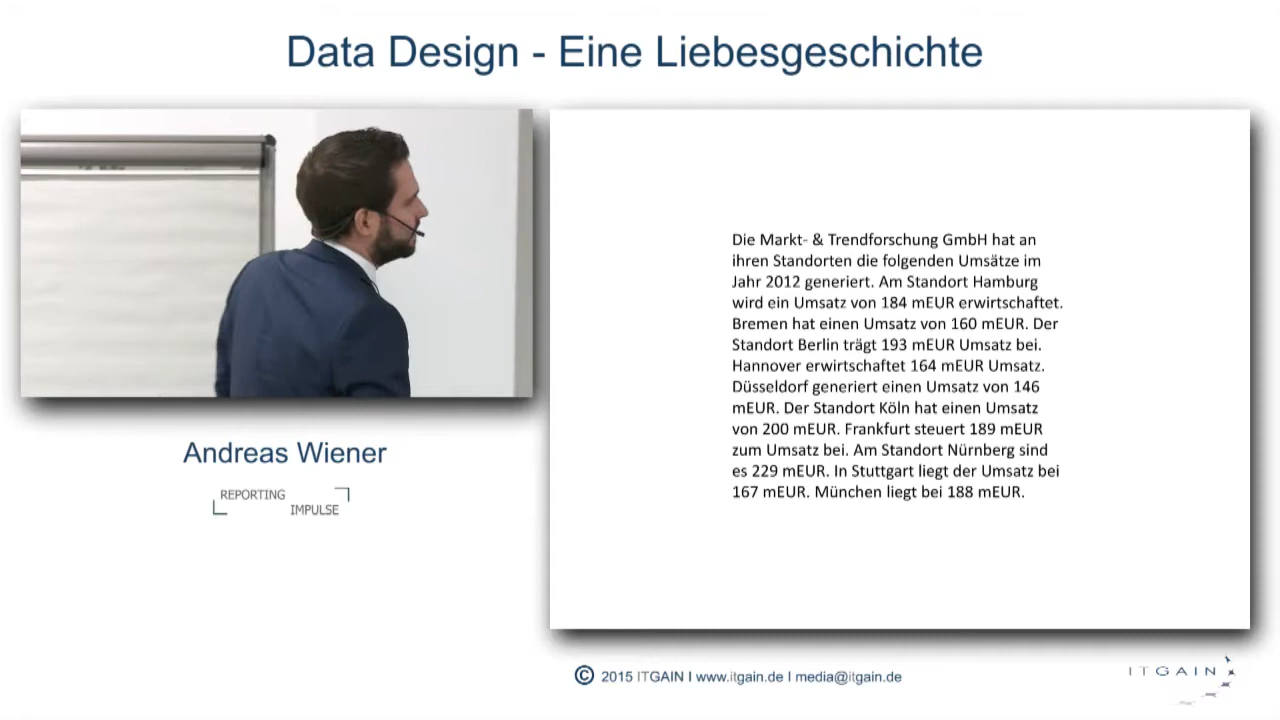 Data Design - Eine Liebesgeschichte
Die Markt- & Trendforschung GmbH hat an
ihren Standorten die folgenden Umsätze im
Jahr 2012 generiert. Am Standort Hamburg
wird ein Umsatz von 184 mEUR erwirtschaftet.
Bremen hat einen Umsatz von 160 mEUR. Der
Standort Berlin trägt 193 mEUR Umsatz bei.
Hannover erwirtschaftet 164 mEUR Umsatz.
Düsseldorf generiert einen Umsatz von 146
mEUR. Der Standort Köln hat einen Umsatz
von 200 mEUR. Frankfurt steuert 189 mEUR
zum Umsatz bei. Am Standort Nürnberg sind
es 229 mEUR. In Stuttgart liegt der Umsatz bei
167 mEUR. München liegt bei 188 mEUR.
Andreas Wiener
REPORTING
IMPULSE
© 2015 ITGAIN I www.itgain.de I media@itgain.de
ITGAIN